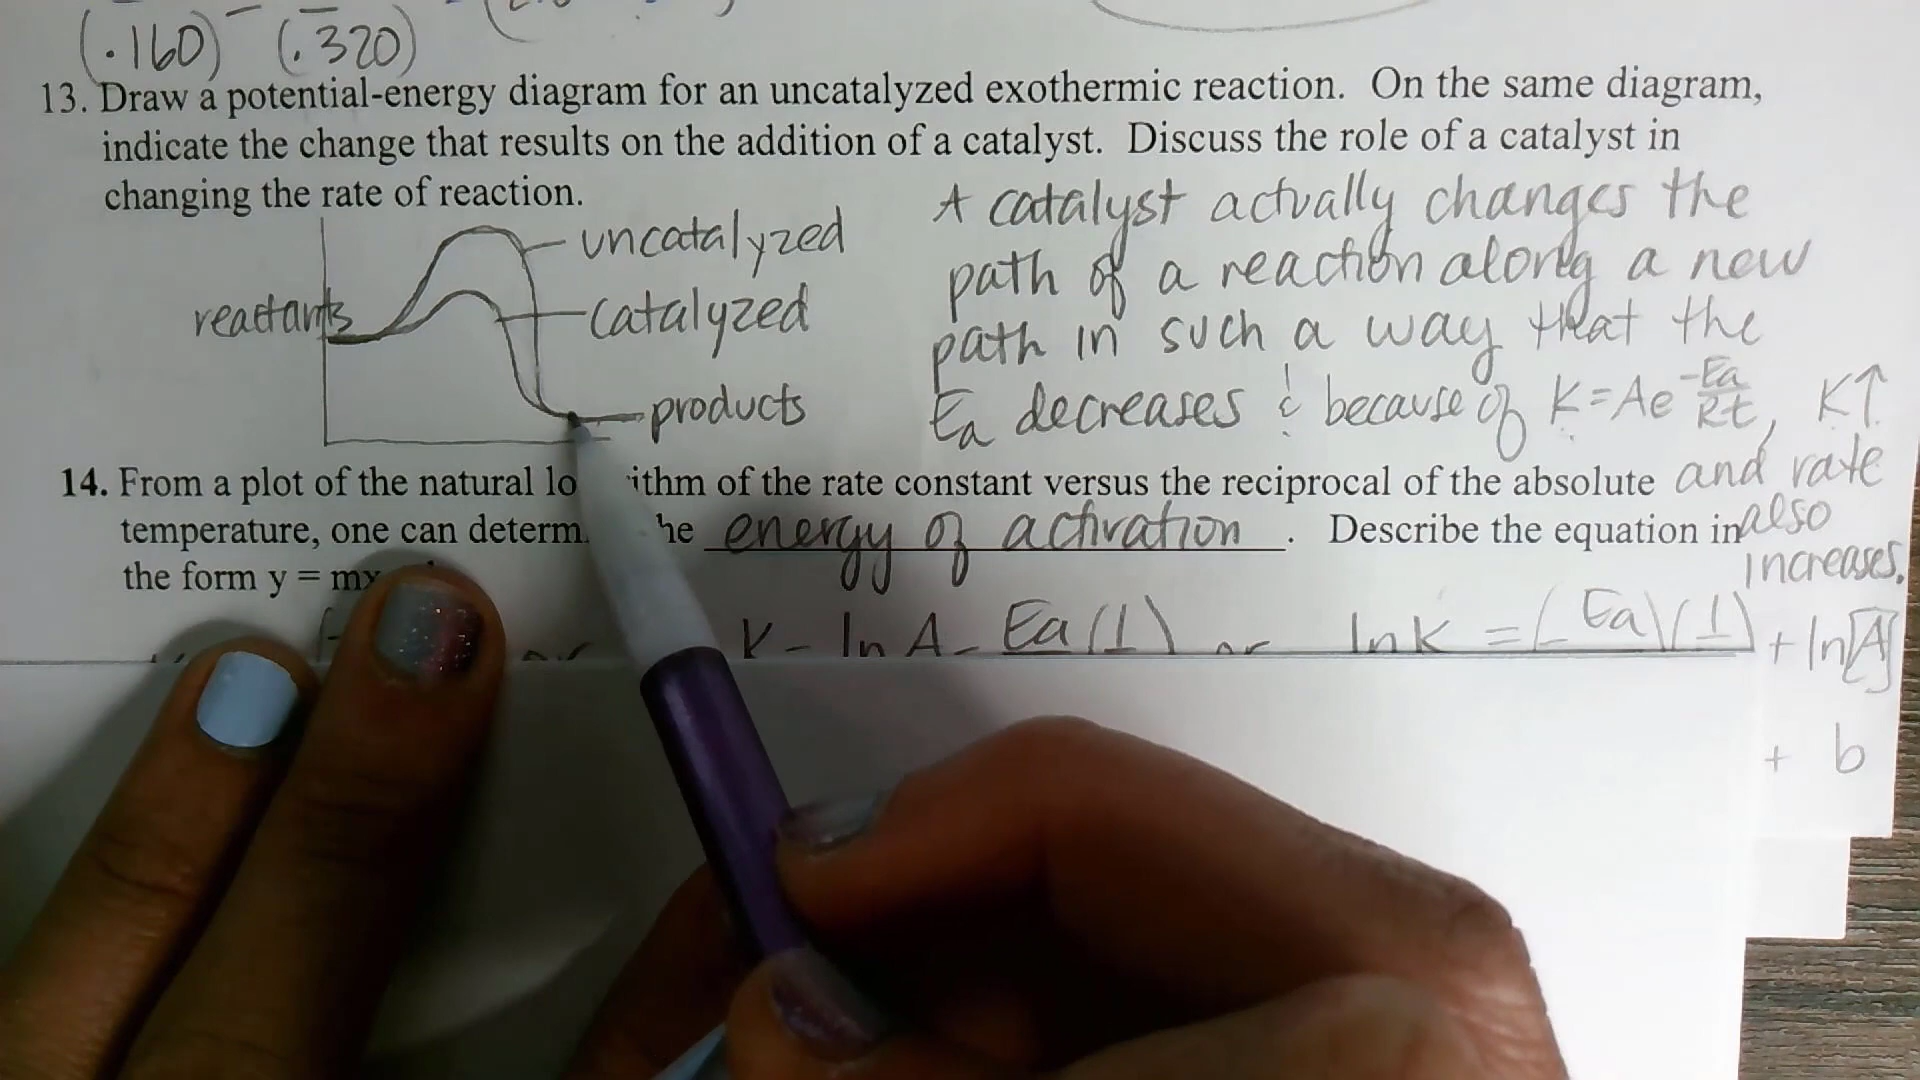 (.160) (.320)
13. Draw a potential-energy diagram for an uncatalyzed exothermic reaction. On the same diagram,
indicate the change that results on the addition of a catalyst. Discuss the role of a catalyst in
changing the rate of reaction.
reactants
uncatalyzed
catalyzed
products
A catalyst actually changes the
path of a reaction along a new
path in such a way that the
Ea decreases & because of K=Ae^-Ea/Rt, K↑
and rate
also
increases.
14. From a plot of the natural lo ithm of the rate constant versus the reciprocal of the absolute
temperature, one can determ he energy of activation. Describe the equation in
the form y = mx
K - ln A - Ea (1) or ln K = (- Ea)(1) + ln[A]
+ b